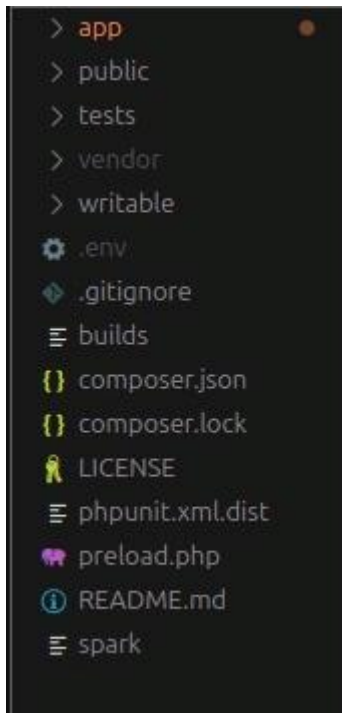 app
public
tests
vendor
writable
.env
.gitignore
builds
composer.json
composer.lock
LICENSE
phpunit.xml.dist
preload.php
README.md
spark